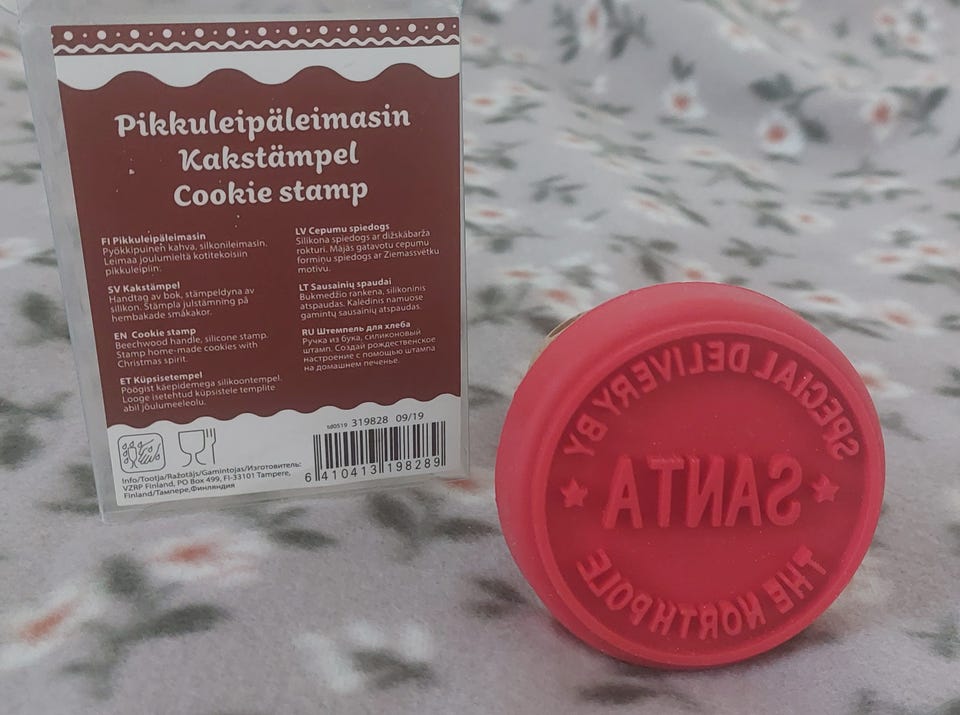 Pikkuleipäleimasin
Kakstämpel
Cookie stamp
FI Pikkuleipäleimasin
Pyökkipuinen kahva, silkonileimasin.
Leimaa joulumieltä kotitekoisiin
pikkuleipiin.
SV Kakstämpel
Handtag av bok, stämpeldyna av
silikon. Stämpla julstämning på
hembakade småkakor.
EN Cookie stamp
Beechwood handle, silicone stamp.
Stamp home-made cookies with
Christmas spirit.
ET Küpsisetempel
Pöögist käepidemega silikoontempel.
Looge isetehtud küpsistele templite
abil jõulumeeleolu.
LV Cepumu spiedogs
Silikona spiedogs ar dižskābarža
rokturi. Mājās gatavotu cepumu
formiņu spiedogs ar Ziemassvētku
motīvu.
LT Sausainių spaudai
Bukmedžio rankena, silikoninis
atspaudas. Kalėdinis namuose
gamintų sausainių atspaudas.
RU Штемпель для хлеба
Ручка из бука, силиконовый
штамп. Создай рождественское
настроение с помощью штампа
на домашнем печенье.
680519 319828 09/19
6 410413 198289
Info/Tootja/Ražotājs/Gamintojas/Изготовитель:
VZRP Finland, PO Box 499, FI-33101 Tampere,
Finland/Тампере,Финляндия
SPECIAL DELIVERY BY
SANTA
THE NORTHPOLE